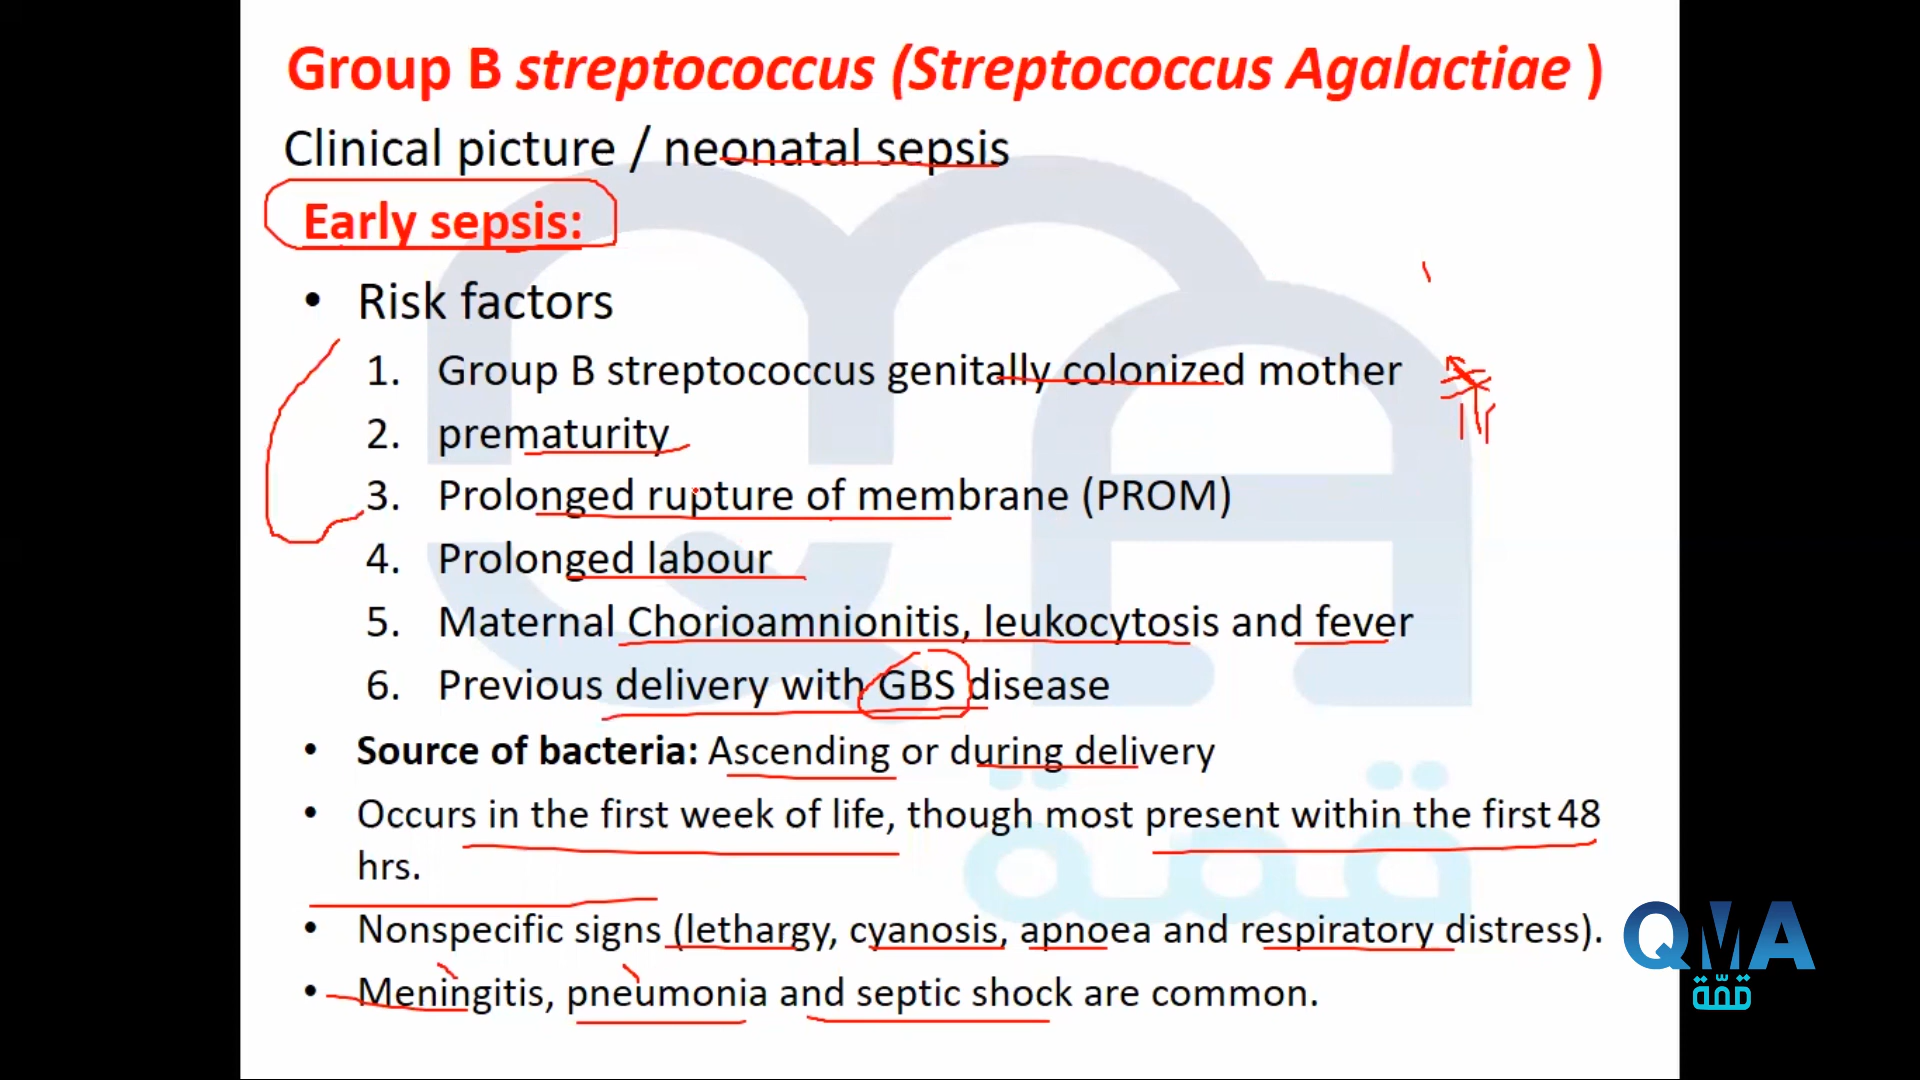 Group B streptococcus (Streptococcus Agalactiae )
Clinical picture / neonatal sepsis
Early sepsis:
• Risk factors
1. Group B streptococcus genitally colonized mother
2. prematurity
3. Prolonged rupture of membrane (PROM)
4. Prolonged labour
5. Maternal Chorioamnionitis, leukocytosis and fever
6. Previous delivery with GBS disease
• Source of bacteria: Ascending or during delivery
• Occurs in the first week of life, though most present within the first 48
hrs.
• Nonspecific signs (lethargy, cyanosis, apnoea and respiratory distress).
• Meningitis, pneumonia and septic shock are common.
قمة
QMA
قمّة